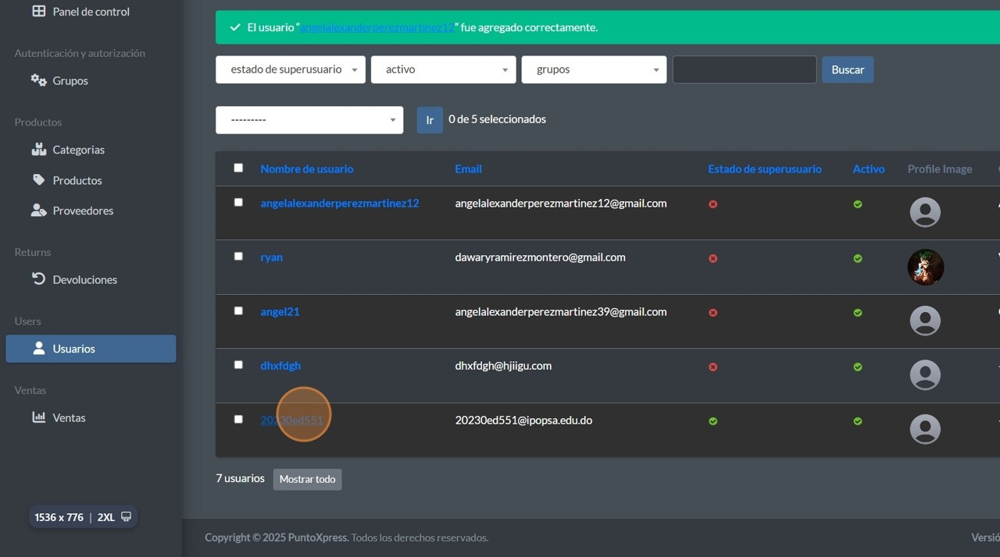 Panel de control
El usuario “angelalexanderperezmartinez12” fue agregado correctamente.
Autenticación y autorización
estado de superusuario activo grupos Buscar
Grupos
--------- Ir 0 de 5 seleccionados
Productos
Categorias
Nombre de usuario Email Estado de superusuario Activo Profile Image
Productos
angelalexanderperezmartinez12 angelalexanderperezmartinez12@gmail.com
Proveedores
Returns
ryan dawaryramirezmontero@gmail.com
Devoluciones
angel21 angelalexanderperezmartinez39@gmail.com
Users
Usuarios
dhxfdgh dhxfdgh@hjiigu.com
Ventas
Ventas
20230ed551 20230ed551@ipopsa.edu.do
7 usuarios Mostrar todo
1536 x 776 | 2XL
Copyright © 2025 PuntoXpress. Todos los derechos reservados. Versió